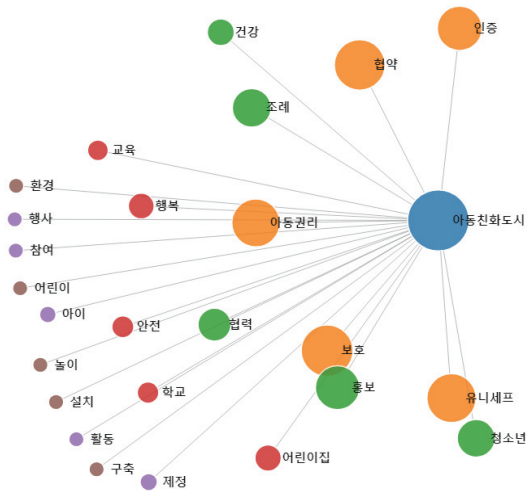 인증
건강
협약
조례
교육
환경
행복
행사
아동권리
아동친화도시
참여
어린이
아이
안전
협력
보호
놀이
홍보
학교
설치
유니세프
활동
청소년
어린이집
구축
제정